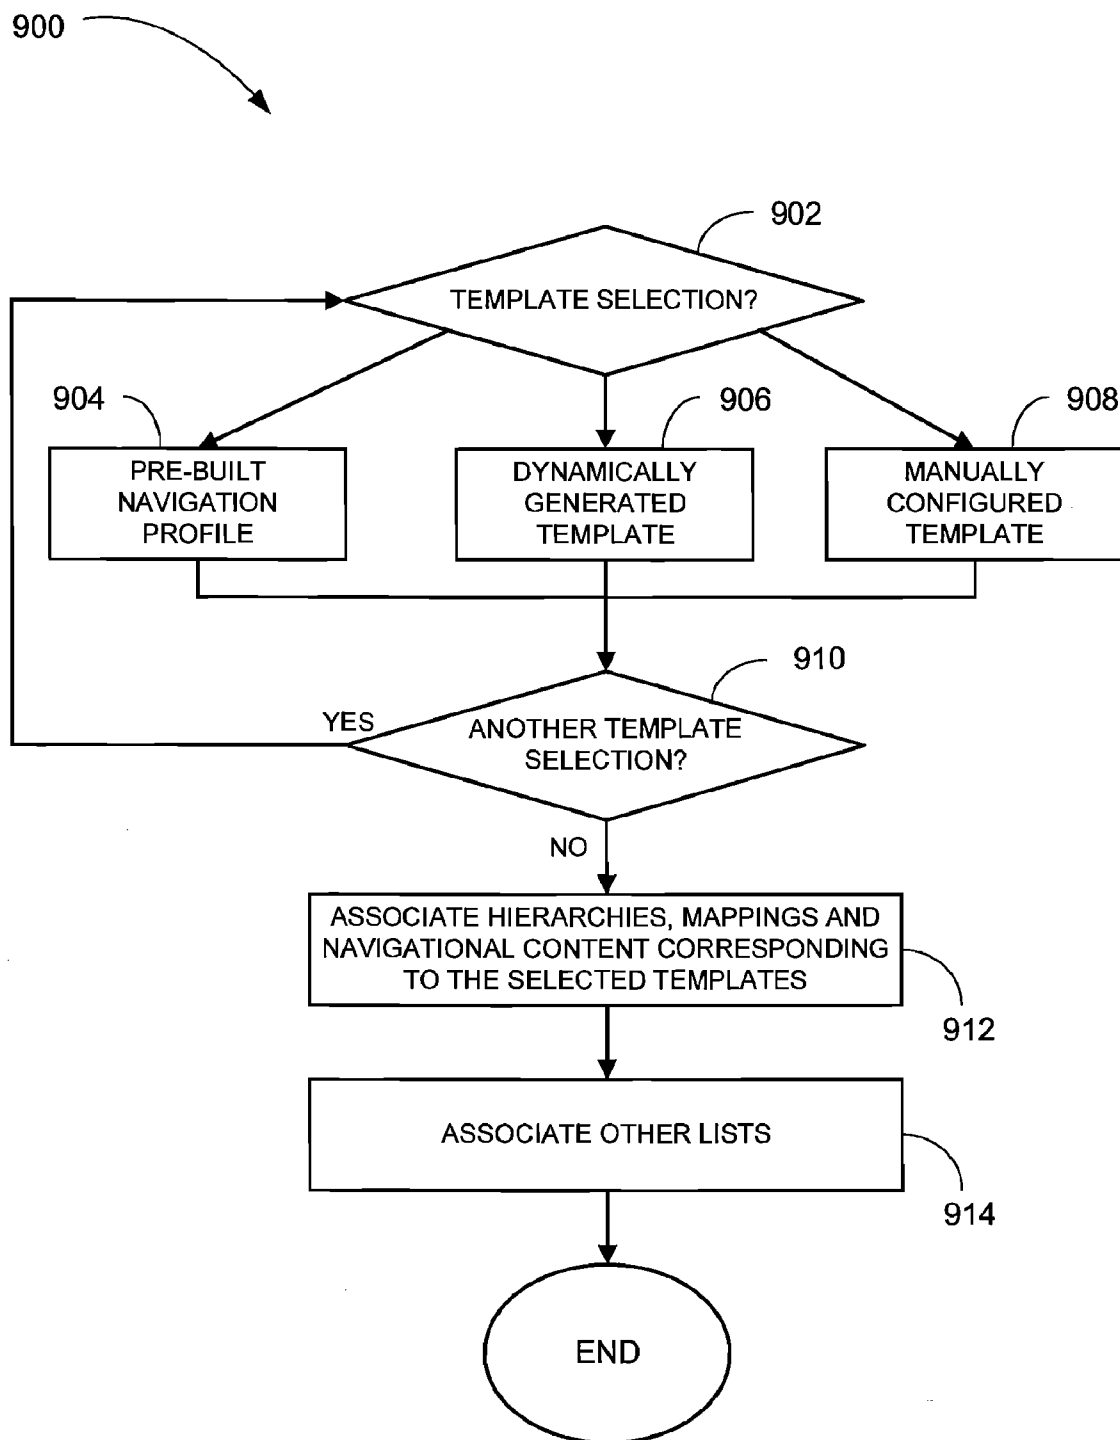 900
902
TEMPLATE SELECTION?
904
906
908
PRE-BUILT
NAVIGATION
PROFILE
DYNAMICALLY
GENERATED
TEMPLATE
MANUALLY
CONFIGURED
TEMPLATE
910
YES
ANOTHER TEMPLATE
SELECTION?
NO
ASSOCIATE HIERARCHIES, MAPPINGS AND
NAVIGATIONAL CONTENT CORRESPONDING
TO THE SELECTED TEMPLATES
912
ASSOCIATE OTHER LISTS
914
END